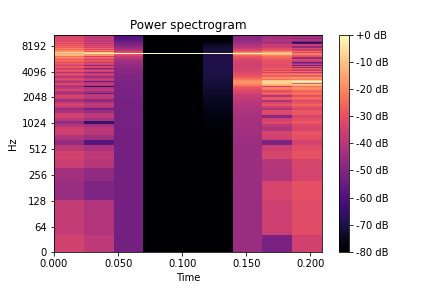 Power spectrogram
Hz
8192
4096
2048
1024
512
256
128
64
0
0.000 0.050 0.100 0.150 0.200
Time
+0 dB
-10 dB
-20 dB
-30 dB
-40 dB
-50 dB
-60 dB
-70 dB
-80 dB